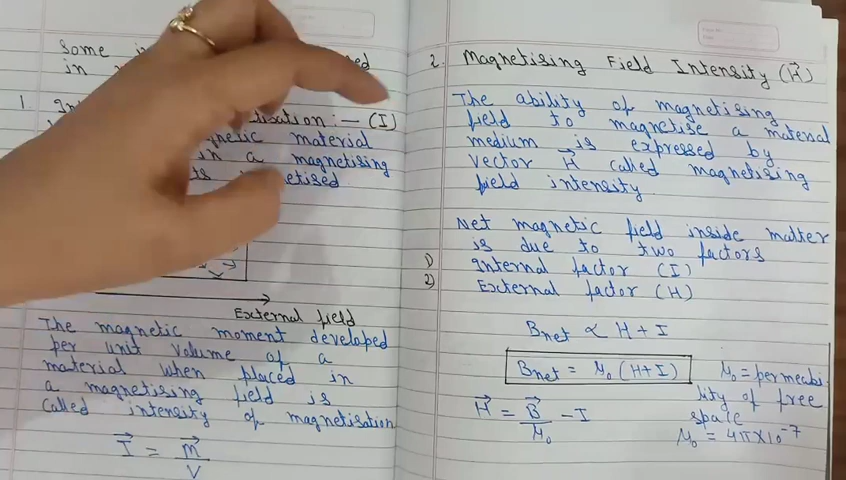 Some
in
1.
isation :— (I)
magnetic material
in a magnetising
magnetised
External field
The magnetic moment developed
per unit volume of a
material when placed in
a magnetising field is
called intensity of magnetisation
I⃗ = m⃗/V
2. Magnetising Field Intensity (H⃗)
The ability of magnetising
field to magnetise a material
medium is expressed by
vector H⃗ called magnetising
field intensity
Net magnetic field inside matter
is due to two factors
1) Internal factor (I)
2) External factor (H)
Bnet ∝ H + I
Bnet = μ₀ (H+I)
μ₀ = permeabi-
lity of free
space
μ₀ = 4π×10⁻⁷
H⃗ = B⃗/μ₀ − I